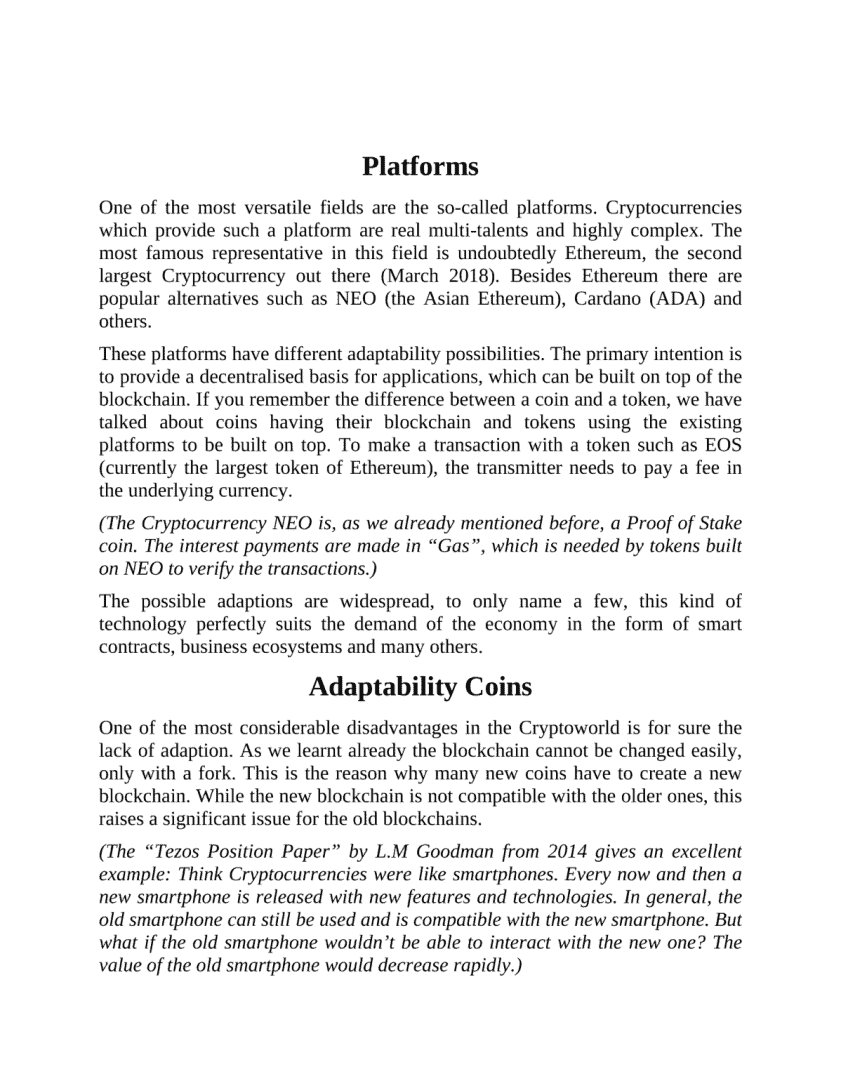 Platforms
One of the most versatile fields are the so-called platforms. Cryptocurrencies
which provide such a platform are real multi-talents and highly complex. The
most famous representative in this field is undoubtedly Ethereum, the second
largest Cryptocurrency out there (March 2018). Besides Ethereum there are
popular alternatives such as NEO (the Asian Ethereum), Cardano (ADA) and
others.
These platforms have different adaptability possibilities. The primary intention is
to provide a decentralised basis for applications, which can be built on top of the
blockchain. If you remember the difference between a coin and a token, we have
talked about coins having their blockchain and tokens using the existing
platforms to be built on top. To make a transaction with a token such as EOS
(currently the largest token of Ethereum), the transmitter needs to pay a fee in
the underlying currency.
(The Cryptocurrency NEO is, as we already mentioned before, a Proof of Stake
coin. The interest payments are made in “Gas”, which is needed by tokens built
on NEO to verify the transactions.)
The possible adaptions are widespread, to only name a few, this kind of
technology perfectly suits the demand of the economy in the form of smart
contracts, business ecosystems and many others.
Adaptability Coins
One of the most considerable disadvantages in the Cryptoworld is for sure the
lack of adaption. As we learnt already the blockchain cannot be changed easily,
only with a fork. This is the reason why many new coins have to create a new
blockchain. While the new blockchain is not compatible with the older ones, this
raises a significant issue for the old blockchains.
(The “Tezos Position Paper” by L.M Goodman from 2014 gives an excellent
example: Think Cryptocurrencies were like smartphones. Every now and then a
new smartphone is released with new features and technologies. In general, the
old smartphone can still be used and is compatible with the new smartphone. But
what if the old smartphone wouldn’t be able to interact with the new one? The
value of the old smartphone would decrease rapidly.)